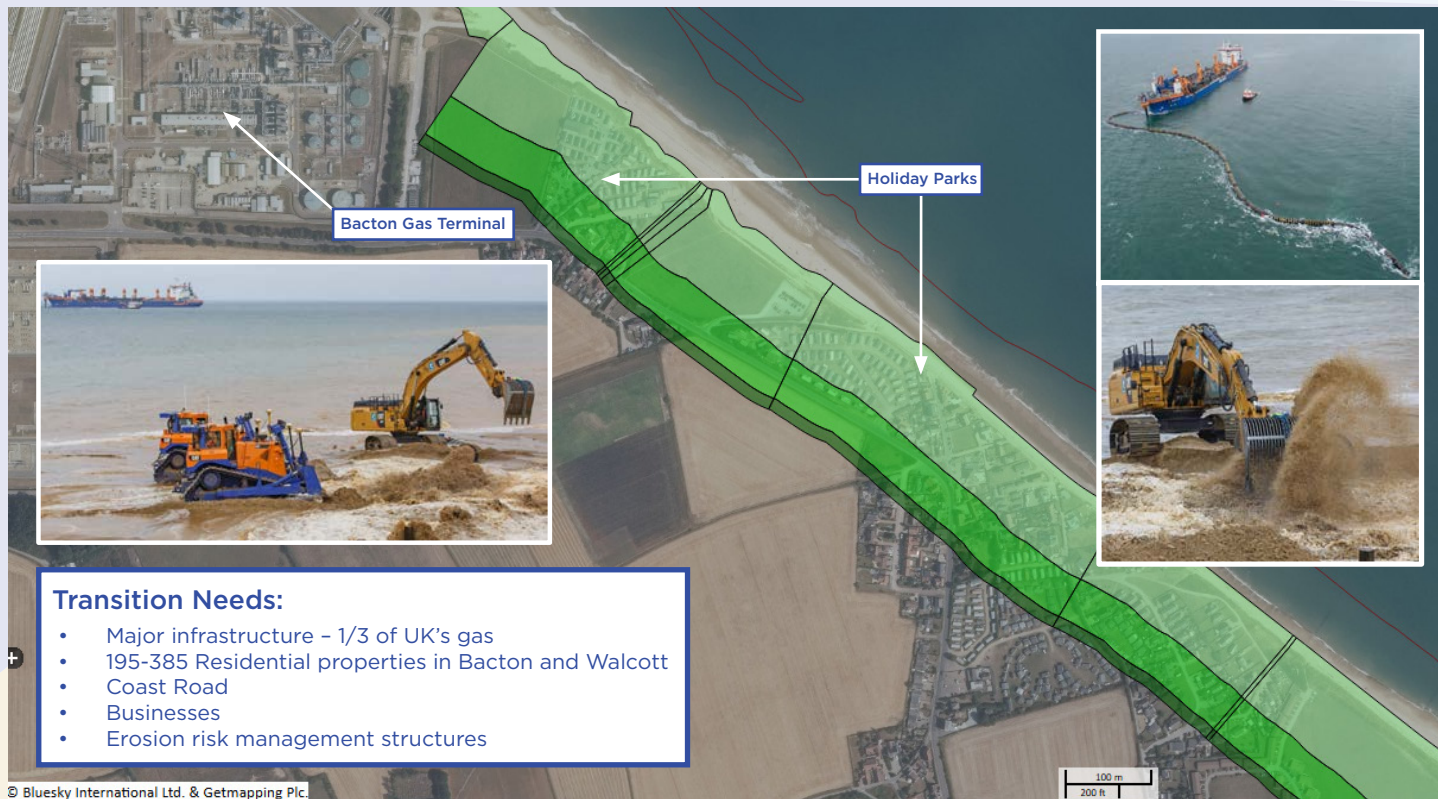 Bacton Gas Terminal
Holiday Parks
Transition Needs:
• Major infrastructure – 1/3 of UK's gas
• 195-385 Residential properties in Bacton and Walcott
• Coast Road
• Businesses
• Erosion risk management structures
100 m
200 ft
© Bluesky International Ltd. & Getmapping Plc.